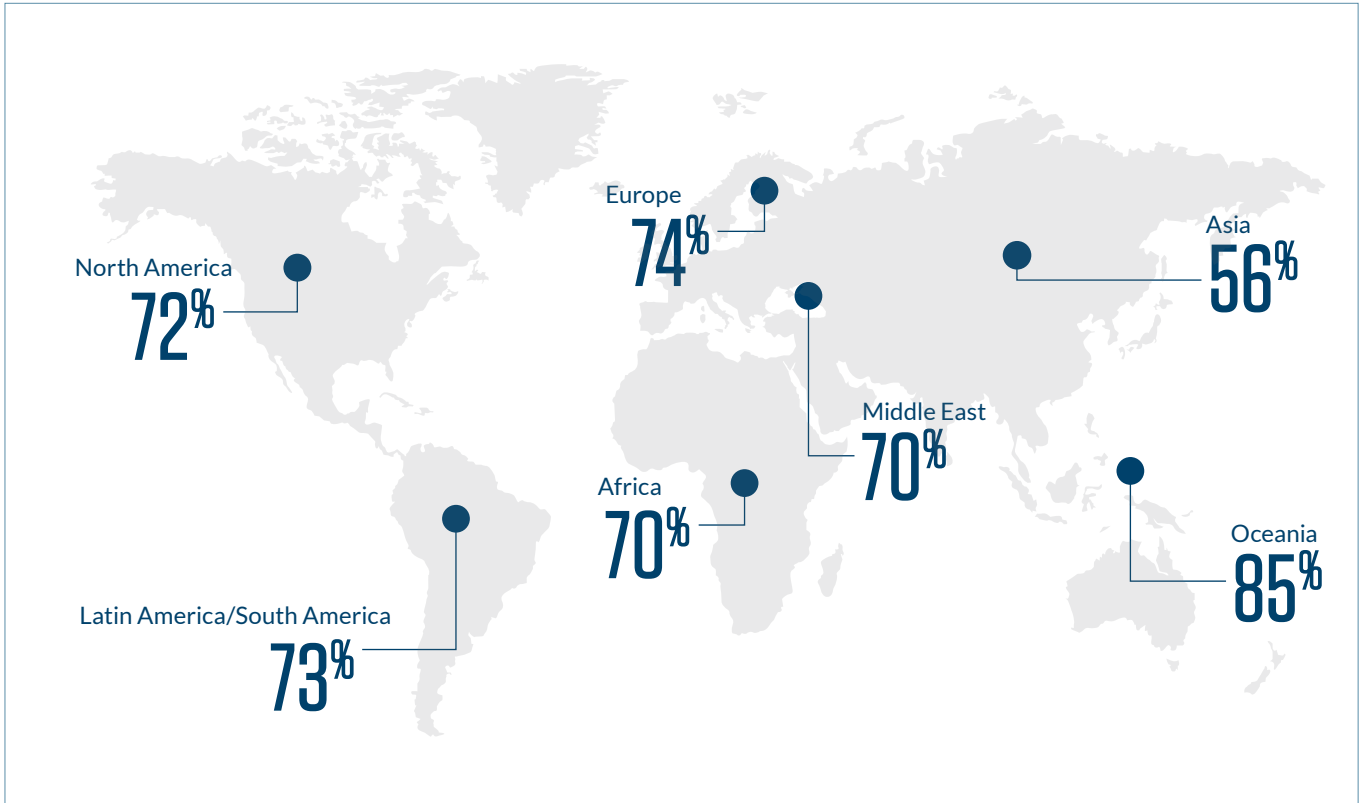 Europe
74%
Asia
56%
North America
72%
Middle East
70%
Africa
70%
Oceania
85%
Latin America/South America
73%